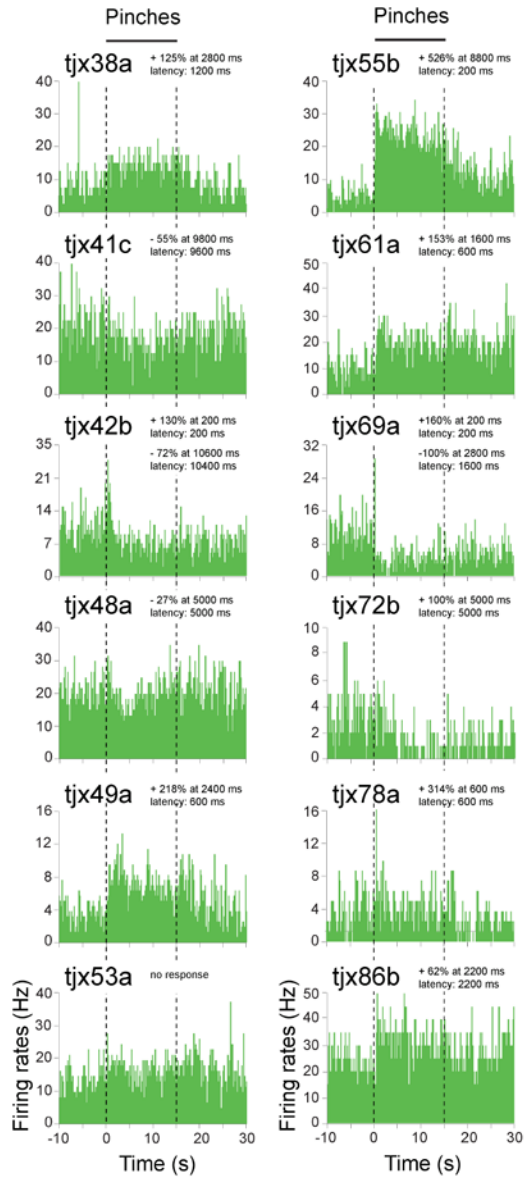 Pinches
tjx38a
+ 125% at 2800 ms
latency: 1200 ms
40
30
20
10
0
tjx41c
- 55% at 9800 ms
latency: 9600 ms
40
30
20
10
0
tjx42b
+ 130% at 200 ms
latency: 200 ms
- 72% at 10600 ms
latency: 10400 ms
35
21
14
7
0
tjx48a
- 27% at 5000 ms
latency: 5000 ms
40
30
20
10
0
tjx49a
+ 218% at 2400 ms
latency: 600 ms
16
12
8
4
0
tjx53a
no response
40
30
20
10
0
Firing rates (Hz)
-10
0
10
20
30
Time (s)
Pinches
tjx55b
+ 526% at 8800 ms
latency: 200 ms
40
30
20
10
0
tjx61a
+ 153% at 1600 ms
latency: 600 ms
50
40
30
20
10
0
tjx69a
+160% at 200 ms
latency: 200 ms
-100% at 2800 ms
latency: 1600 ms
32
24
16
8
0
tjx72b
+ 100% at 5000 ms
latency: 5000 ms
10
8
6
4
2
0
tjx78a
+ 314% at 600 ms
latency: 600 ms
16
12
8
4
0
tjx86b
+ 62% at 2200 ms
latency: 2200 ms
50
40
30
20
10
0
Firing rates (Hz)
-10
0
10
20
30
Time (s)